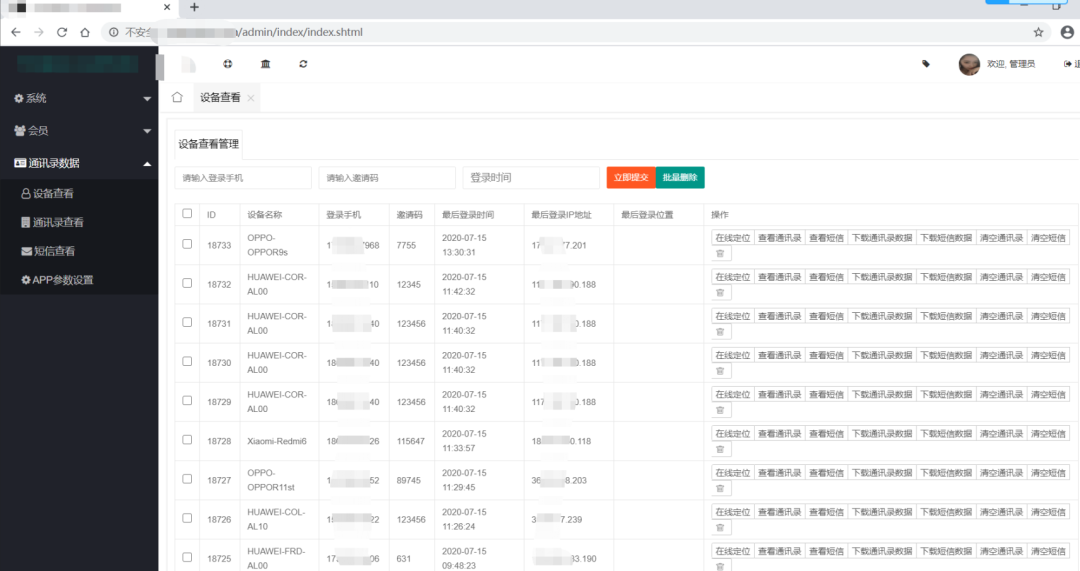 不安全 a/admin/index/index.shtml
欢迎, 管理员
系统
会员
通讯录数据
设备查看
通讯录查看
短信查看
APP参数设置
设备查看
设备查看管理
请输入登录手机 请输入邀请码 登录时间 立即提交 批量删除
ID 设备名称 登录手机 邀请码 最后登录时间 最后登录IP地址 最后登录位置 操作
18733 OPPO-OPPOR9s 1 7968 7755 2020-07-15 13:30:31 17 7.201 在线定位 查看通讯录 查看短信 下载通讯录数据 下载短信数据 清空通讯录 清空短信
18732 HUAWEI-COR-AL00 1 10 12345 2020-07-15 11:42:32 11 0.188 在线定位 查看通讯录 查看短信 下载通讯录数据 下载短信数据 清空通讯录 清空短信
18731 HUAWEI-COR-AL00 1 40 123456 2020-07-15 11:40:32 11 .188 在线定位 查看通讯录 查看短信 下载通讯录数据 下载短信数据 清空通讯录 清空短信
18730 HUAWEI-COR-AL00 18 40 123456 2020-07-15 11:40:32 11 0.188 在线定位 查看通讯录 查看短信 下载通讯录数据 下载短信数据 清空通讯录 清空短信
18729 HUAWEI-COR-AL00 18 40 123456 2020-07-15 11:40:32 117 .188 在线定位 查看通讯录 查看短信 下载通讯录数据 下载短信数据 清空通讯录 清空短信
18728 Xiaomi-Redmi6 18 26 115647 2020-07-15 11:33:57 18 0.118 在线定位 查看通讯录 查看短信 下载通讯录数据 下载短信数据 清空通讯录 清空短信
18727 OPPO-OPPOR11st 1 52 89745 2020-07-15 11:29:45 36 8.203 在线定位 查看通讯录 查看短信 下载通讯录数据 下载短信数据 清空通讯录 清空短信
18726 HUAWEI-COL-AL10 1 22 123456 2020-07-15 11:26:24 3 7.239 在线定位 查看通讯录 查看短信 下载通讯录数据 下载短信数据 清空通讯录 清空短信
18725 HUAWEI-FRD-AL00 17 06 631 2020-07-15 09:48:23 3.190 在线定位 查看通讯录 查看短信 下载通讯录数据 下载短信数据 清空通讯录 清空短信